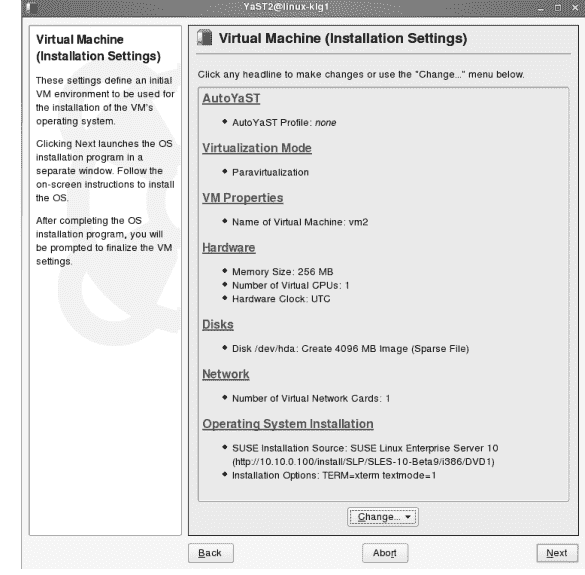 YaST2@linux-klg1
Virtual Machine
(Installation Settings)
These settings define an initial
VM environment to be used for
the installation of the VM's
operating system.
Clicking Next launches the OS
installation program in a
separate window. Follow the
on-screen instructions to install
the OS.
After completing the OS
installation program, you will
be prompted to finalize the VM
settings.
Virtual Machine (Installation Settings)
Click any headline to make changes or use the "Change..." menu below.
AutoYaST
AutoYaST Profile: none
Virtualization Mode
Paravirtualization
VM Properties
Name of Virtual Machine: vm2
Hardware
Memory Size: 256 MB
Number of Virtual CPUs: 1
Hardware Clock: UTC
Disks
Disk /dev/hda: Create 4096 MB Image (Sparse File)
Network
Number of Virtual Network Cards: 1
Operating System Installation
SUSE Installation Source: SUSE Linux Enterprise Server 10
(http://10.10.0.100/install/SLP/SLES-10-Beta9/i386/DVD1)
Installation Options: TERM=xterm textmode=1
Change...
Back Abort Next